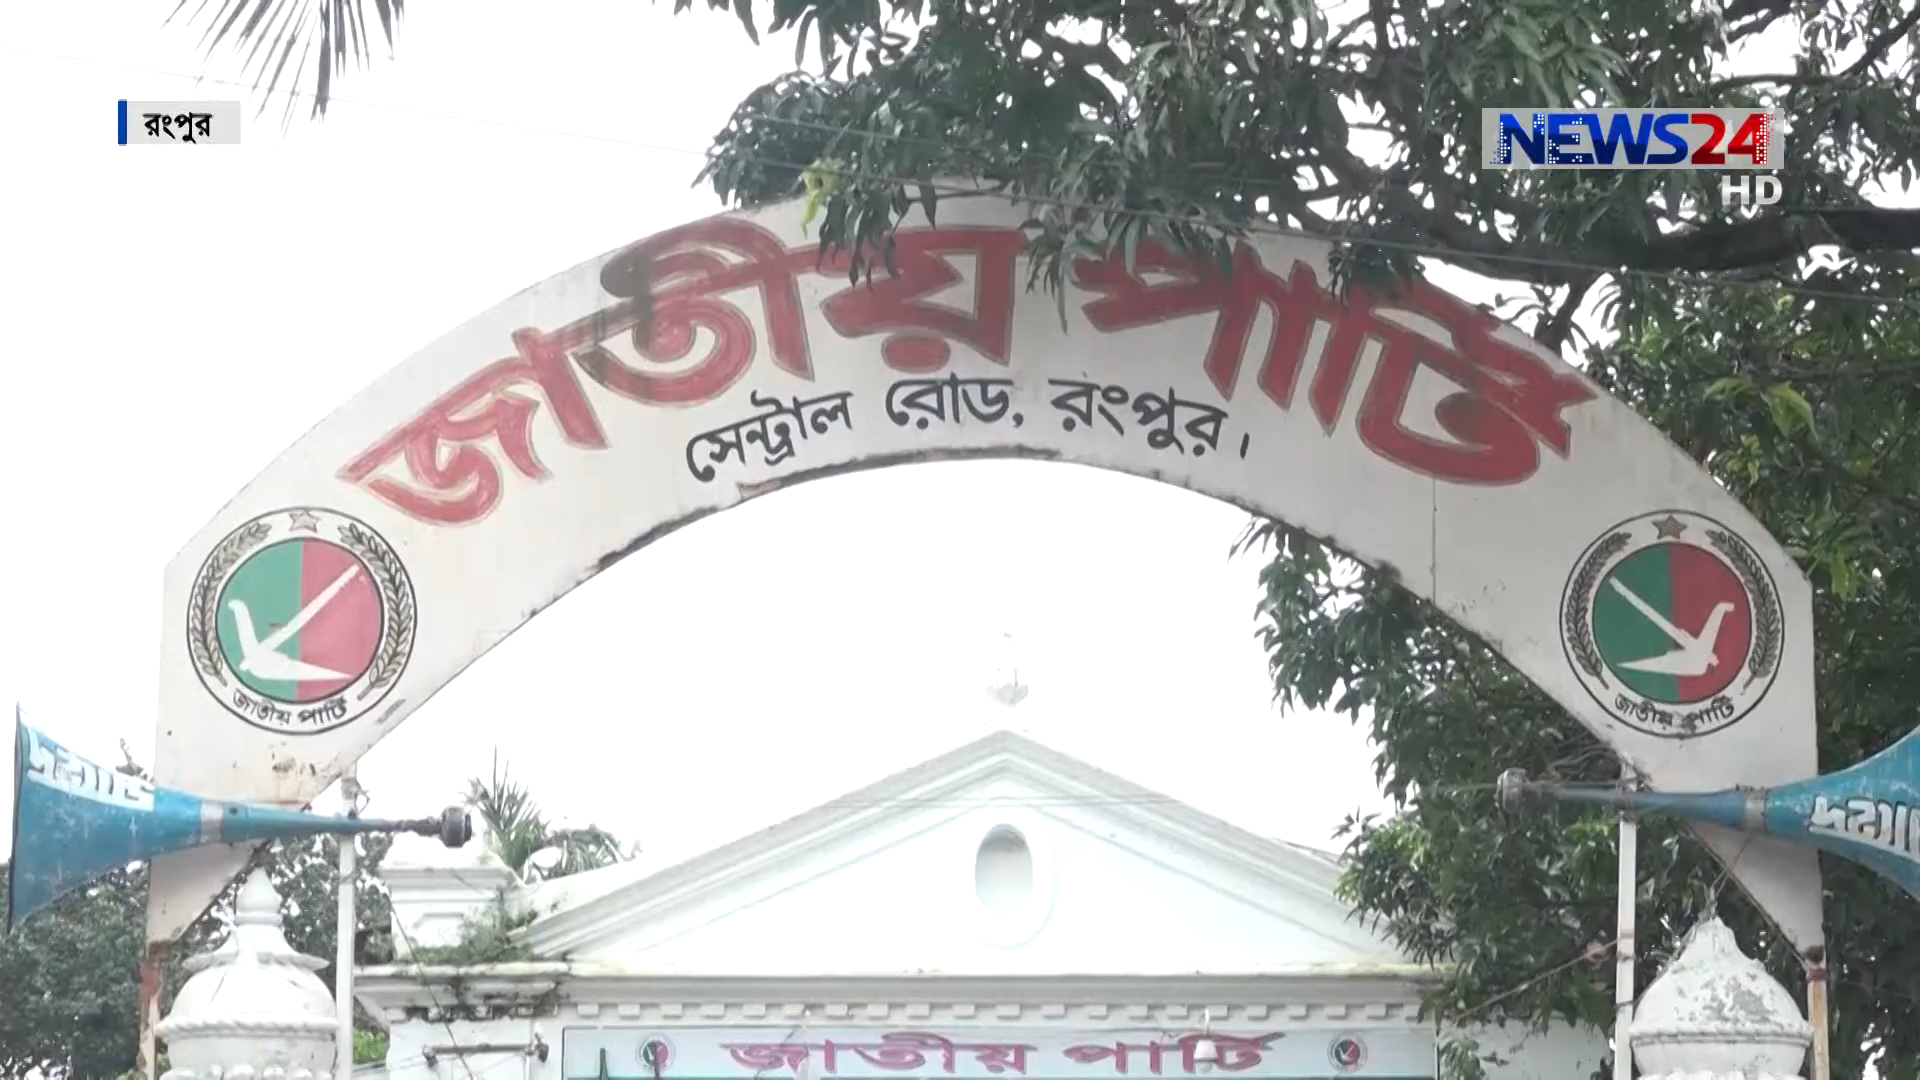 রংপুর
NEWS24
HD
জাতীয় পার্টি
সেন্ট্রাল রোড, রংপুর।
জাতীয় পার্টি
জাতীয় পার্টি
জাতীয় পার্টি